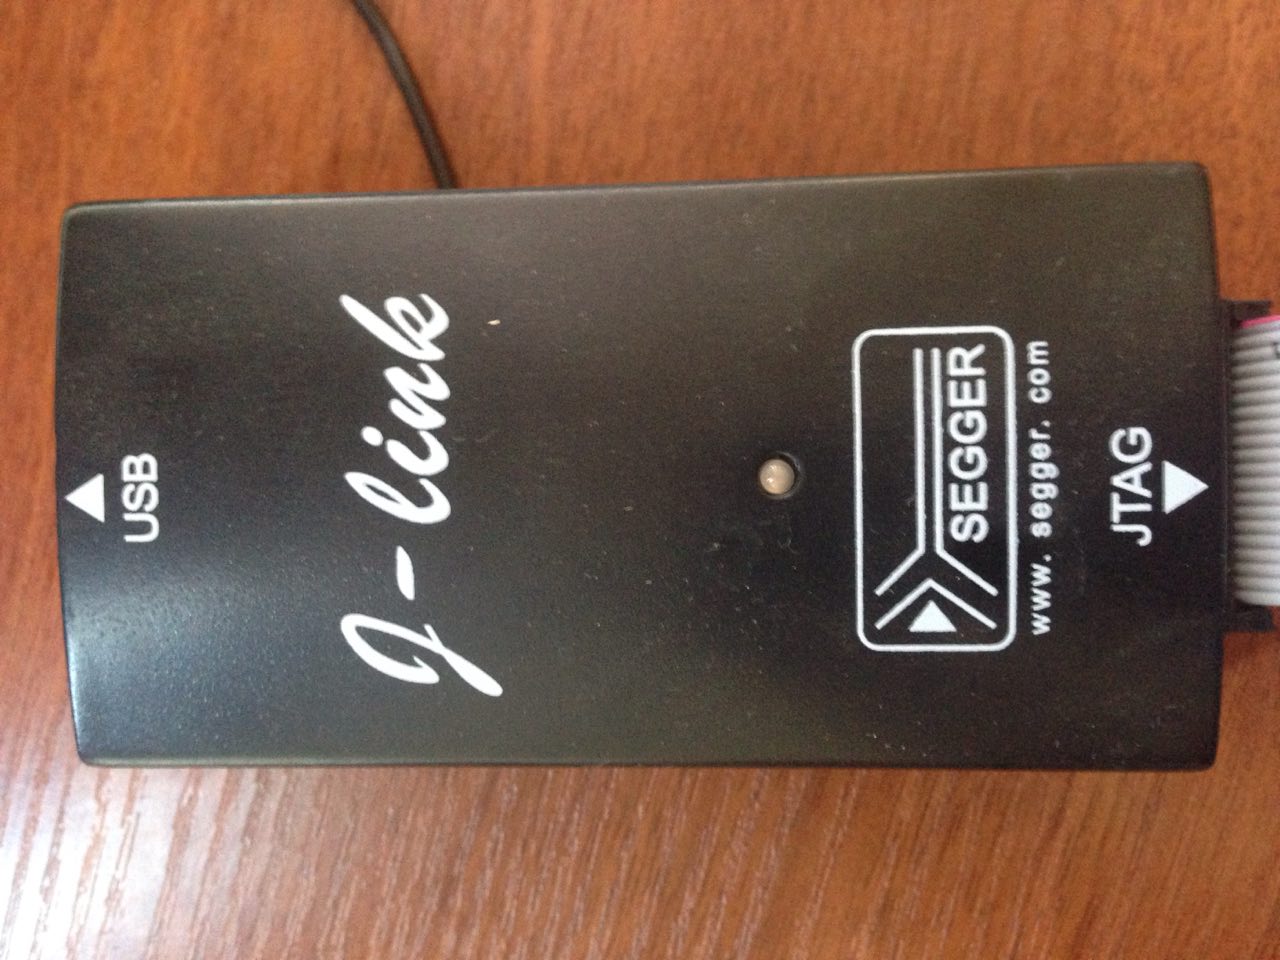 USB
J-link
SEGGER
www. segger. com
JTAG